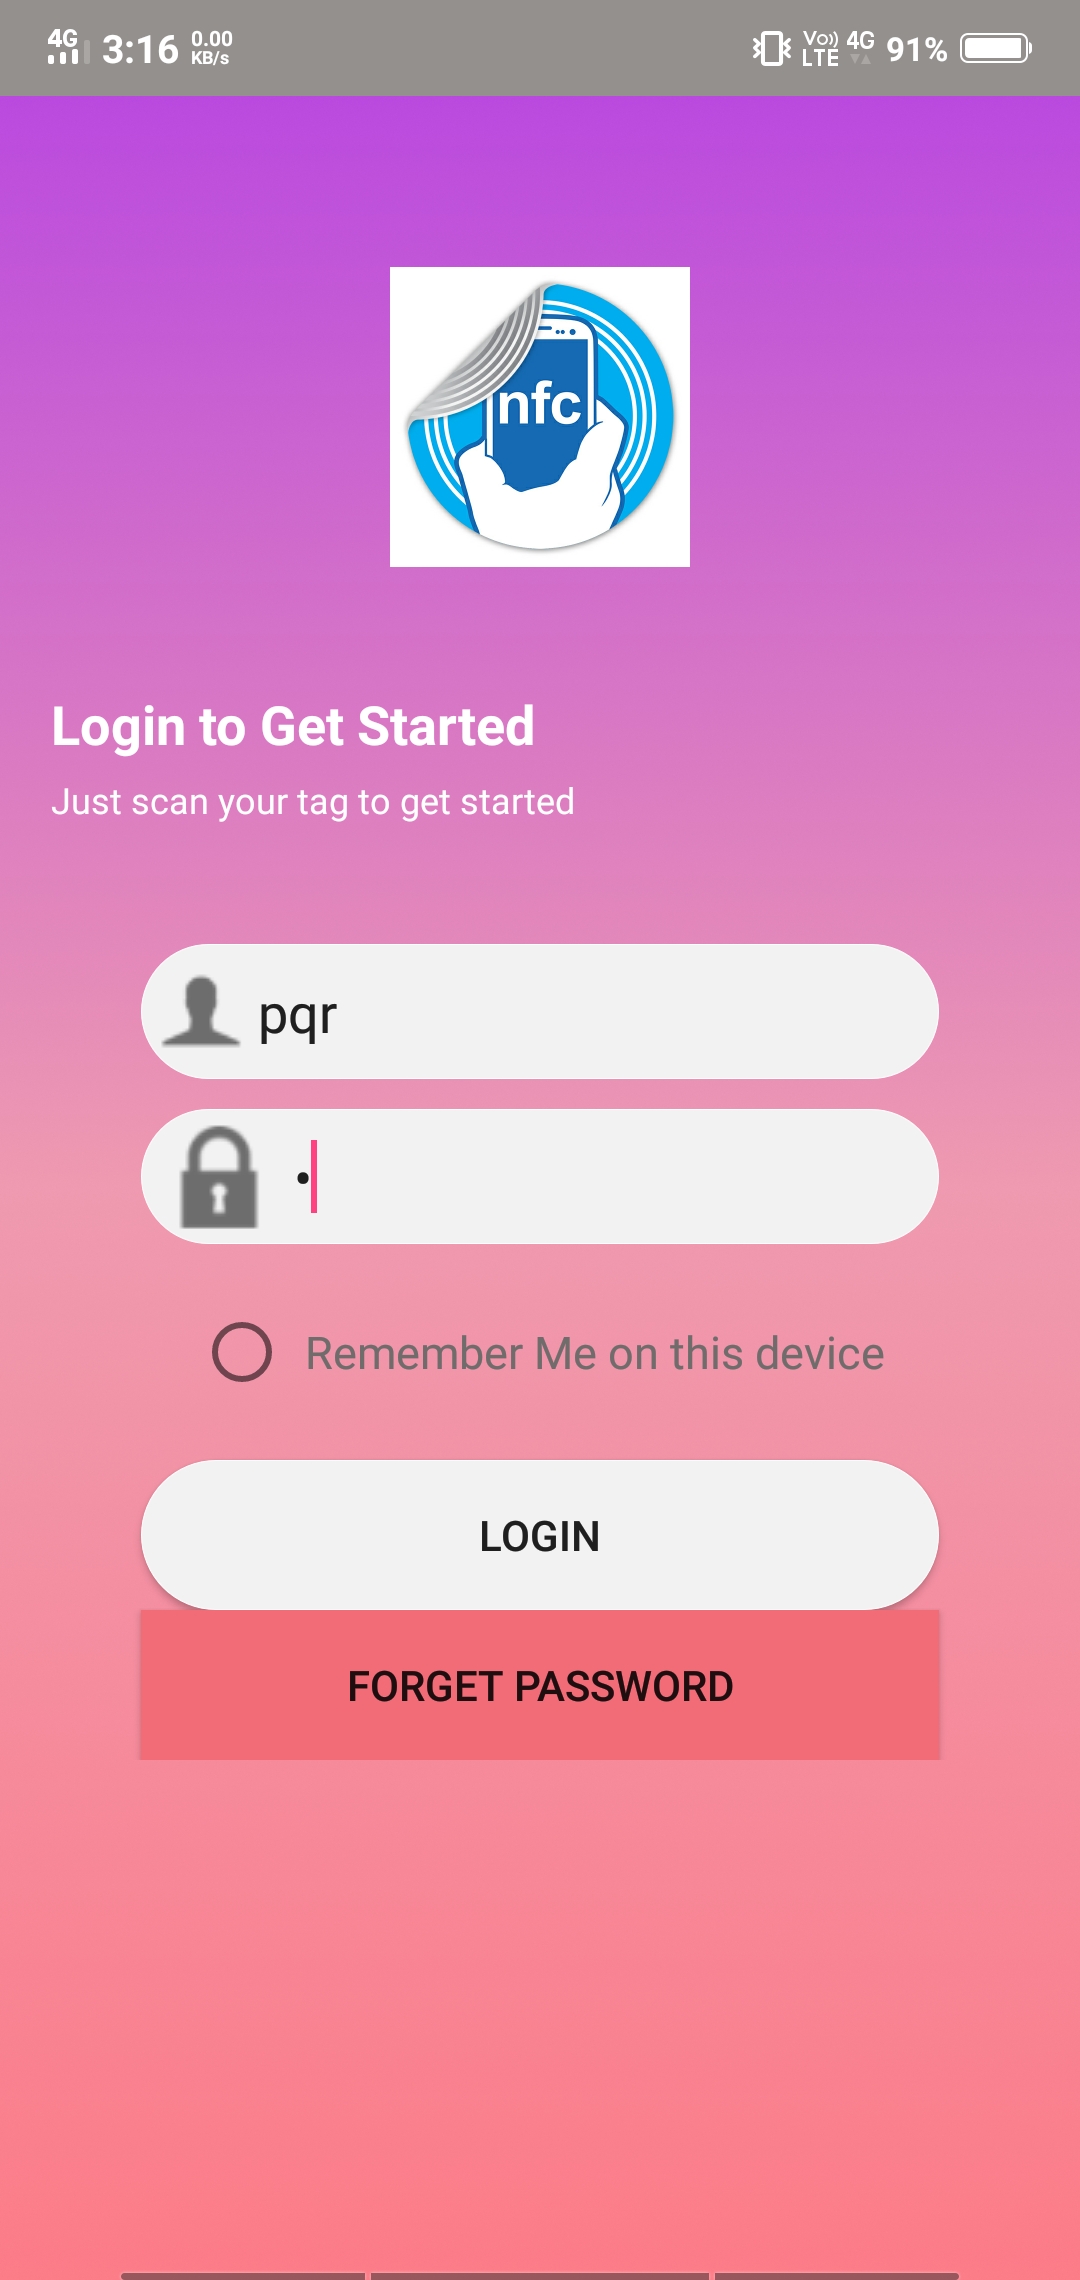 4G 3:16 0.00 KB/s Vo)) LTE 4G 91%
nfc
Login to Get Started
Just scan your tag to get started
pqr
•
Remember Me on this device
LOGIN
FORGET PASSWORD